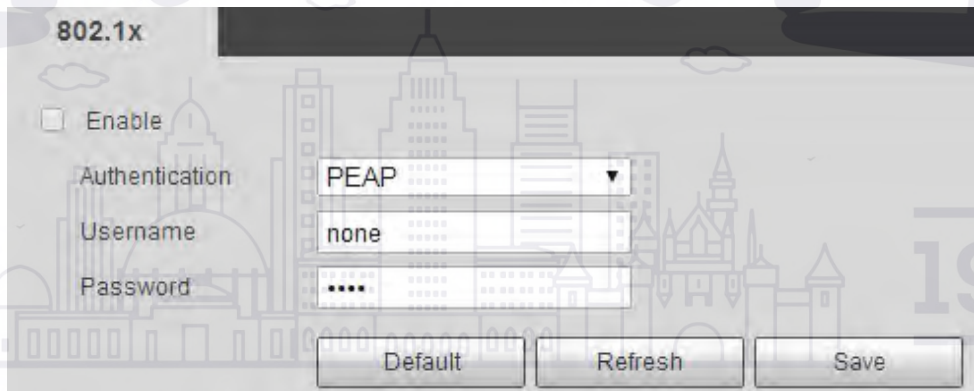 802.1x
Enable
Authentication PEAP
Username none
Password ••••
Default Refresh Save